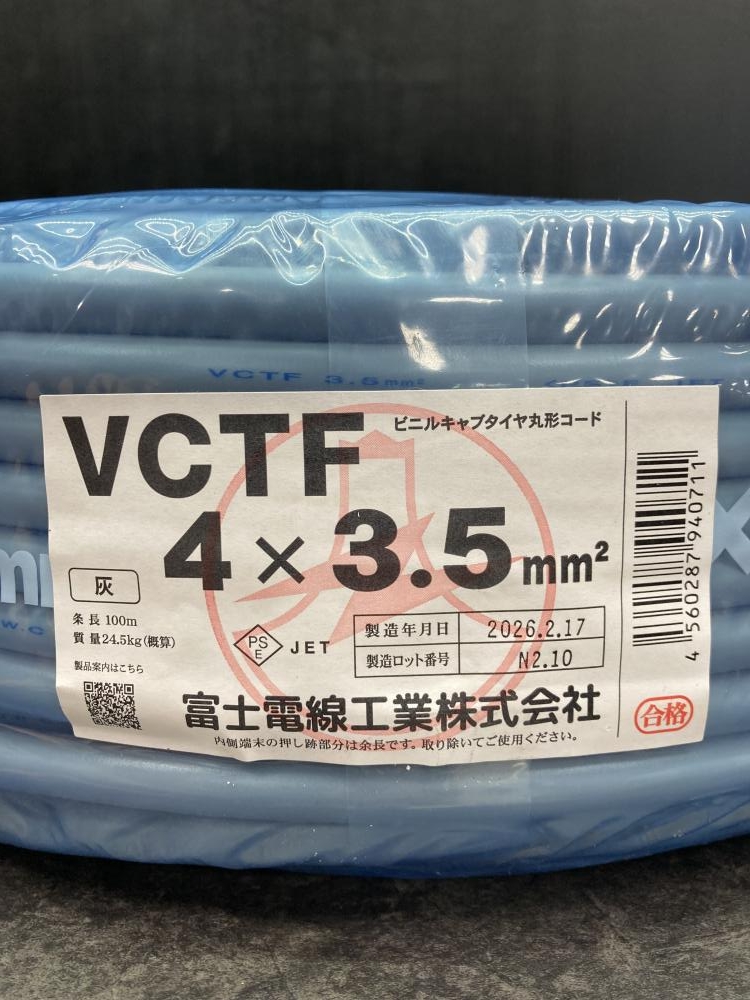 VCTF 3.5mm²
JET
VCTF
ビニルキャブタイヤ丸形コード
4×3.5mm²
灰
条長 100m
質量24.5kg(概算)
製品案内はこちら
PS
E
JET
製造年月日 2026.2.17
製造ロット番号 N2.10
富士電線工業株式会社
内側端末の押し跡部分は余長です。取り除いてご使用ください。
4 560287 940711
合格